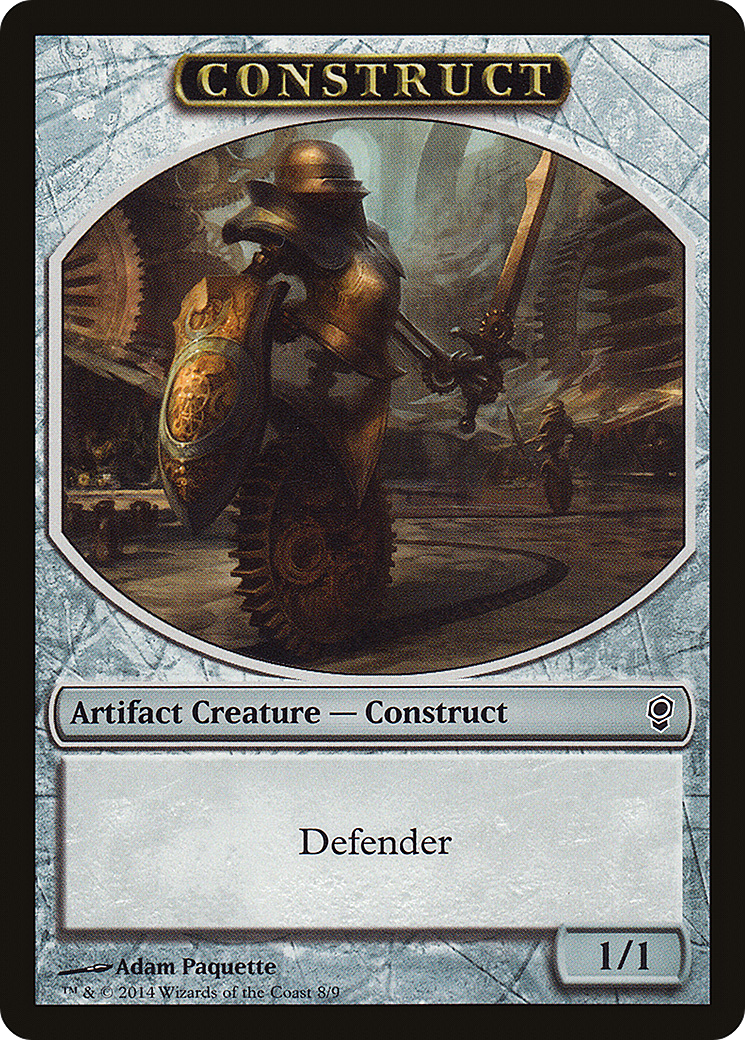 CONSTRUCT
Artifact Creature — Construct
Defender
1/1
Adam Paquette
™ & © 2014 Wizards of the Coast 8/9